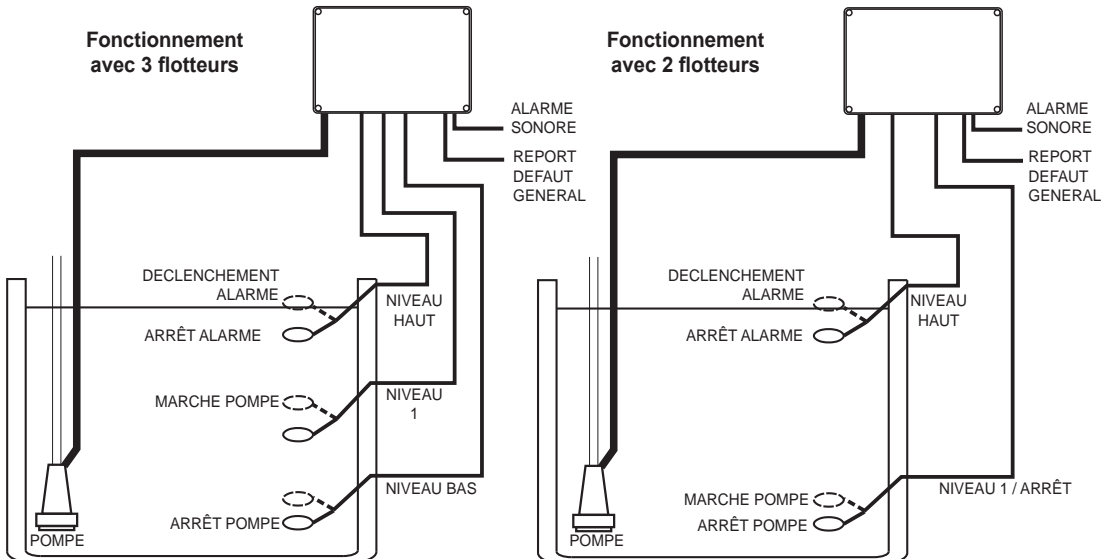 Fonctionnement
avec 3 flotteurs
ALARME
SONORE
REPORT
DEFAUT
GENERAL
DECLENCHEMENT
ALARME
NIVEAU
HAUT
ARRÊT ALARME
MARCHE POMPE
NIVEAU
1
NIVEAU BAS
ARRÊT POMPE
POMPE
Fonctionnement
avec 2 flotteurs
ALARME
SONORE
REPORT
DEFAUT
GENERAL
DECLENCHEMENT
ALARME
NIVEAU
HAUT
ARRÊT ALARME
NIVEAU 1 / ARRÊT
MARCHE POMPE
ARRÊT POMPE
POMPE